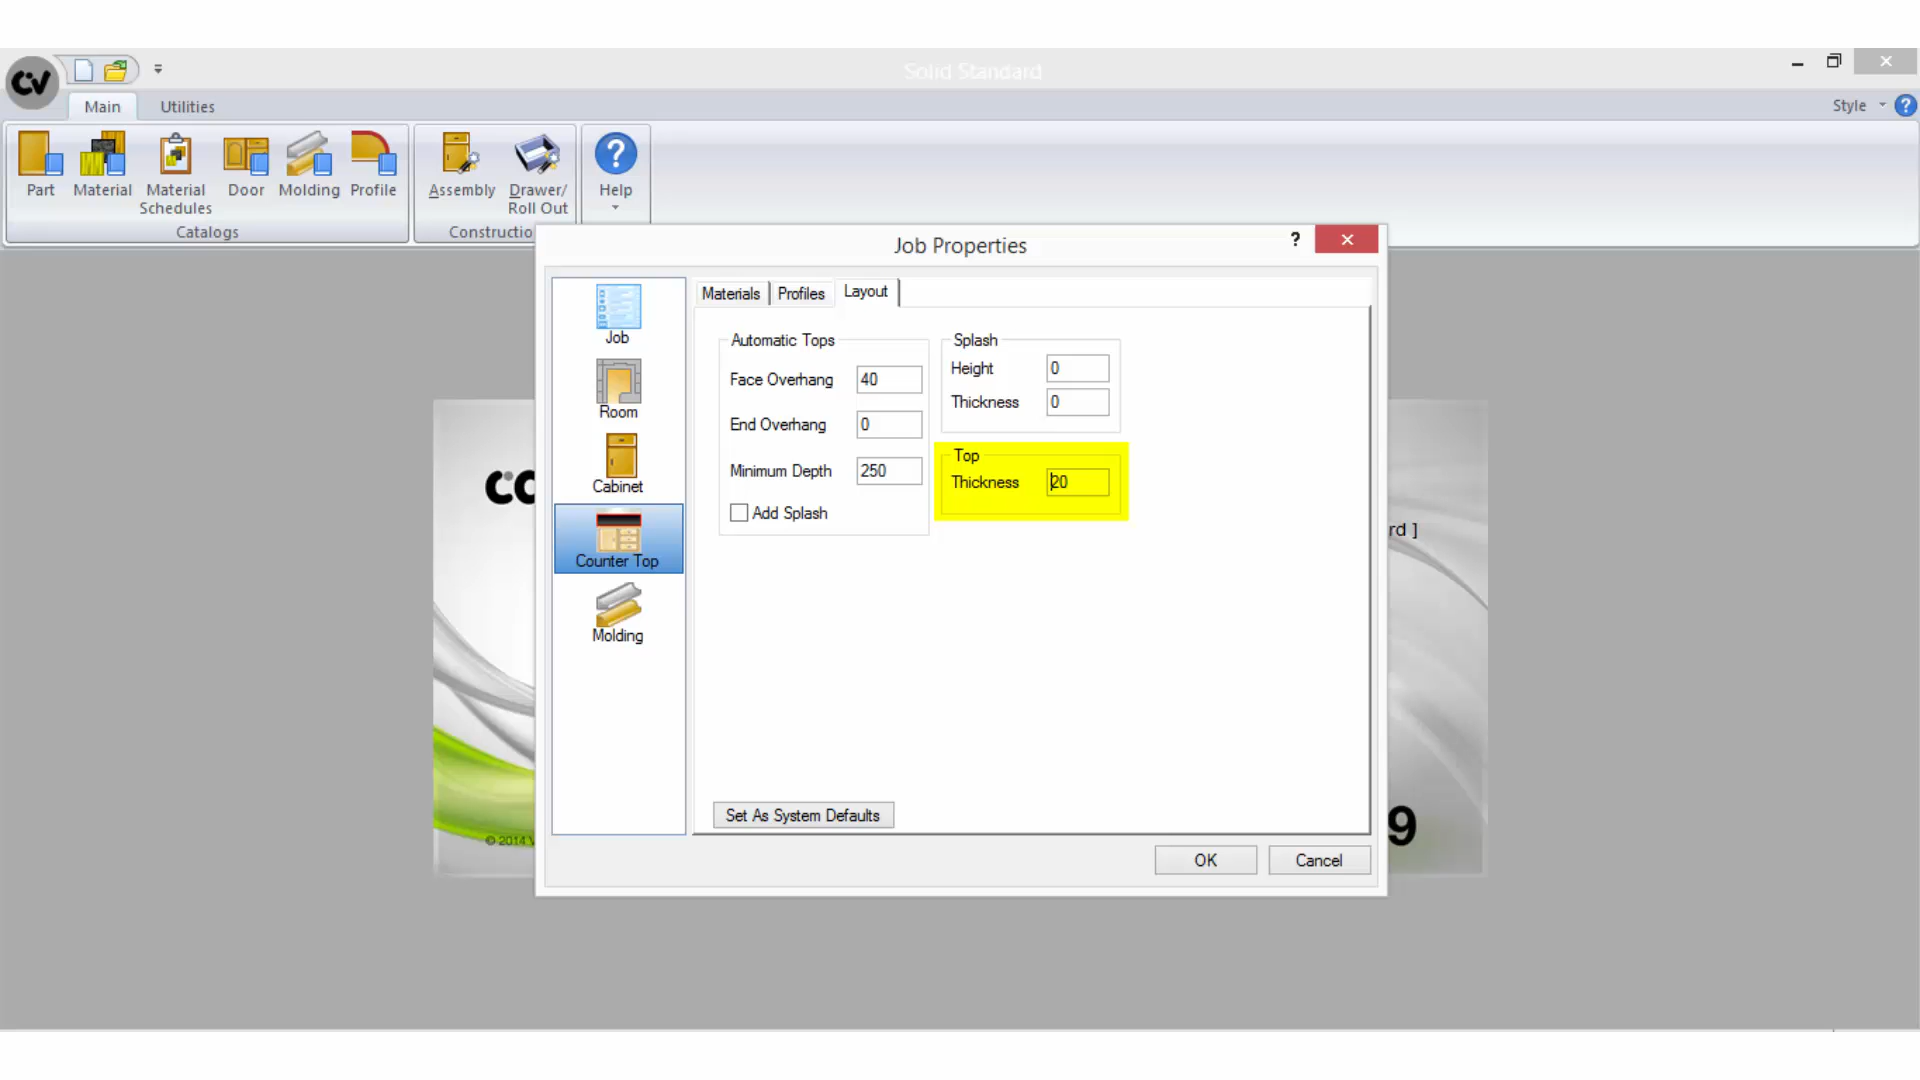 Solid Standard
CV
Main
Utilities
Style
?
Part
Material
Material
Schedules
Door
Molding
Profile
Catalogs
Assembly
Drawer/
Roll Out
Constructio
?
Help
Job Properties
?
Job
Room
Cabinet
Counter Top
Molding
Materials
Profiles
Layout
Automatic Tops
Face Overhang
40
End Overhang
0
Minimum Depth
250
Add Splash
Splash
Height
0
Thickness
0
Top
Thickness
20
Set As System Defaults
OK
Cancel
rd ]
© 2014
9